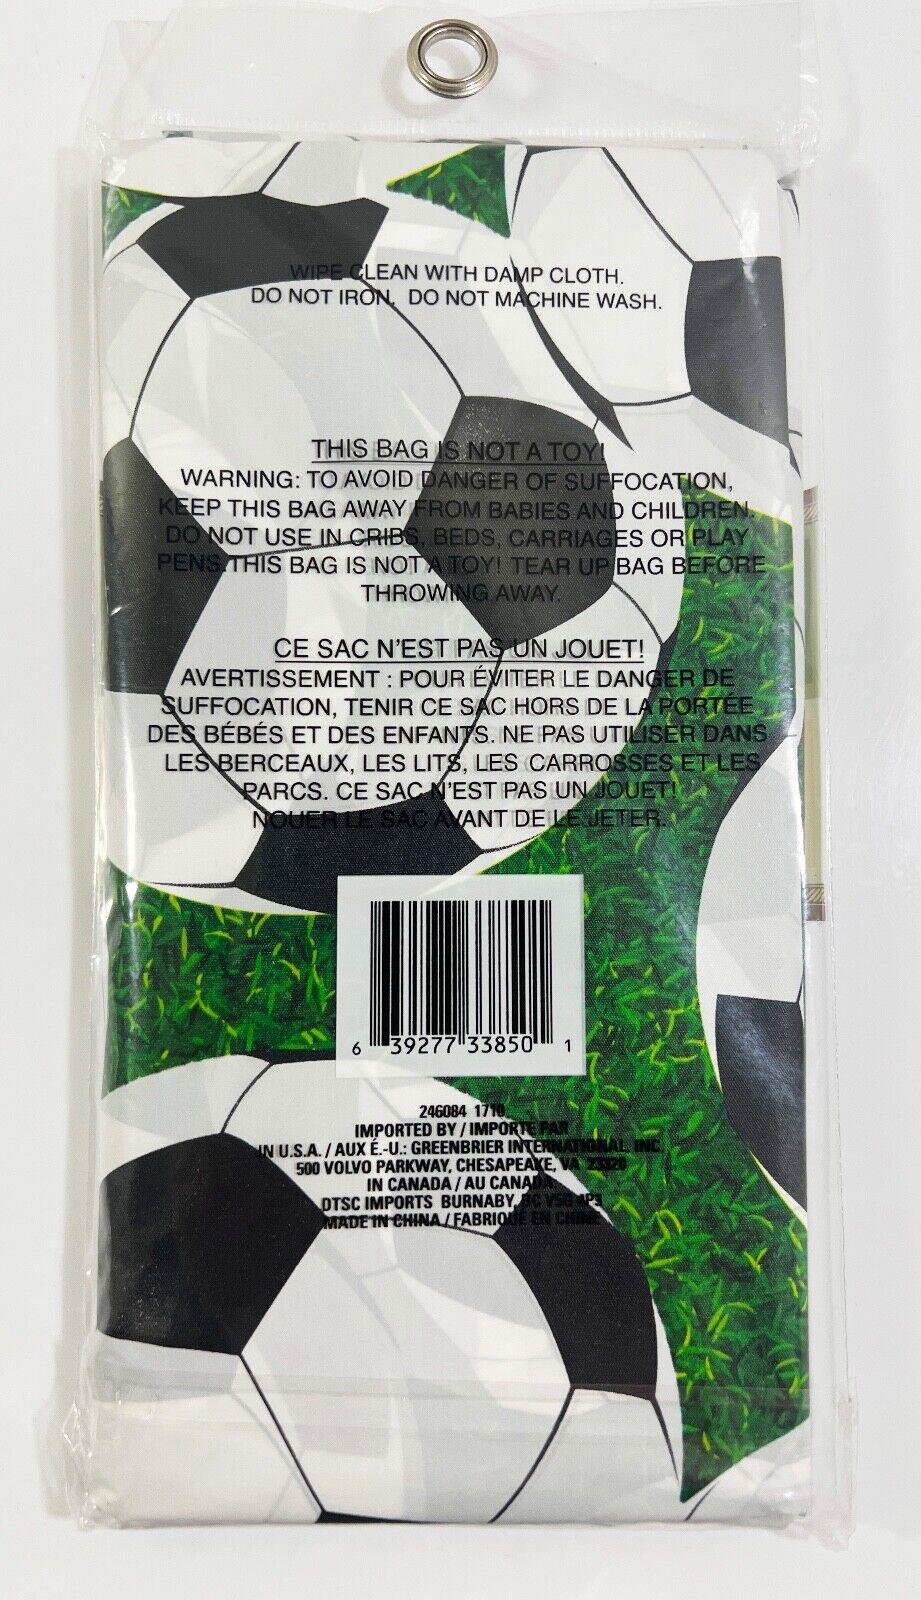 WIPE CLEAN WITH DAMP CLOTH.
DO NOT IRON. DO NOT MACHINE WASH.
THIS BAG IS NOT A TOY!
WARNING: TO AVOID DANGER OF SUFFOCATION,
KEEP THIS BAG AWAY FROM BABIES AND CHILDREN.
DO NOT USE IN CRIBS, BEDS, CARRIAGES OR PLAY
PENS.THIS BAG IS NOT A TOY! TEAR UP BAG BEFORE
THROWING AWAY.
CE SAC N'EST PAS UN JOUET!
AVERTISSEMENT : POUR ÉVITER LE DANGER DE
SUFFOCATION, TENIR CE SAC HORS DE LA PORTÉE
DES BÉBÉS ET DES ENFANTS. NE PAS UTILISER DANS
LES BERCEAUX, LES LITS, LES CARROSSES ET LES
PARCS. CE SAC N'EST PAS UN JOUET!
NOUER LE SAC AVANT DE LE JETER.
6 39277 33850 1
246084 1710
IMPORTED BY / IMPORTÉ PAR
IN U.S.A. / AUX É.-U.: GREENBRIER INTERNATIONAL, INC.
500 VOLVO PARKWAY, CHESAPEAKE, VA 23320
IN CANADA / AU CANADA:
DTSC IMPORTS BURNABY, BC V5G 4P3
MADE IN CHINA / FABRIQUÉ EN CHINE